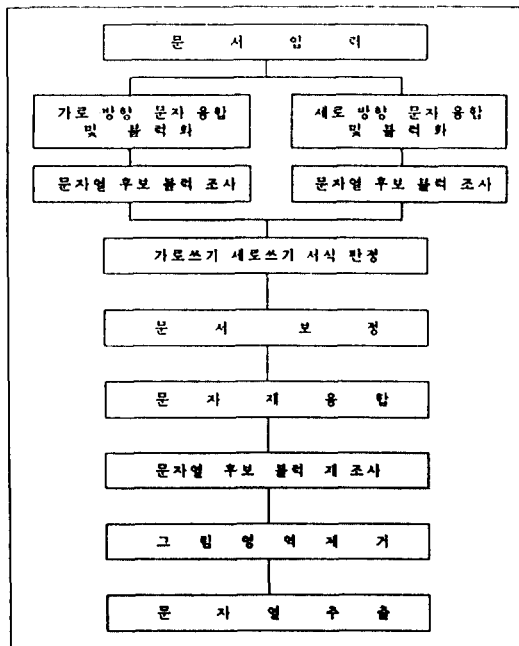 문 서 입 력
가로 방향 문자 융합
및 블럭화
세로 방향 문자 융합
및 블럭화
문자열 후보 블럭 조사
문자열 후보 블럭 조사
가로쓰기 세로쓰기 서식 판정
문 서 보 정
문 자 재 융 합
문자열 후보 블럭 재 조사
그 림 영 역 제 거
문 자 열 추 출